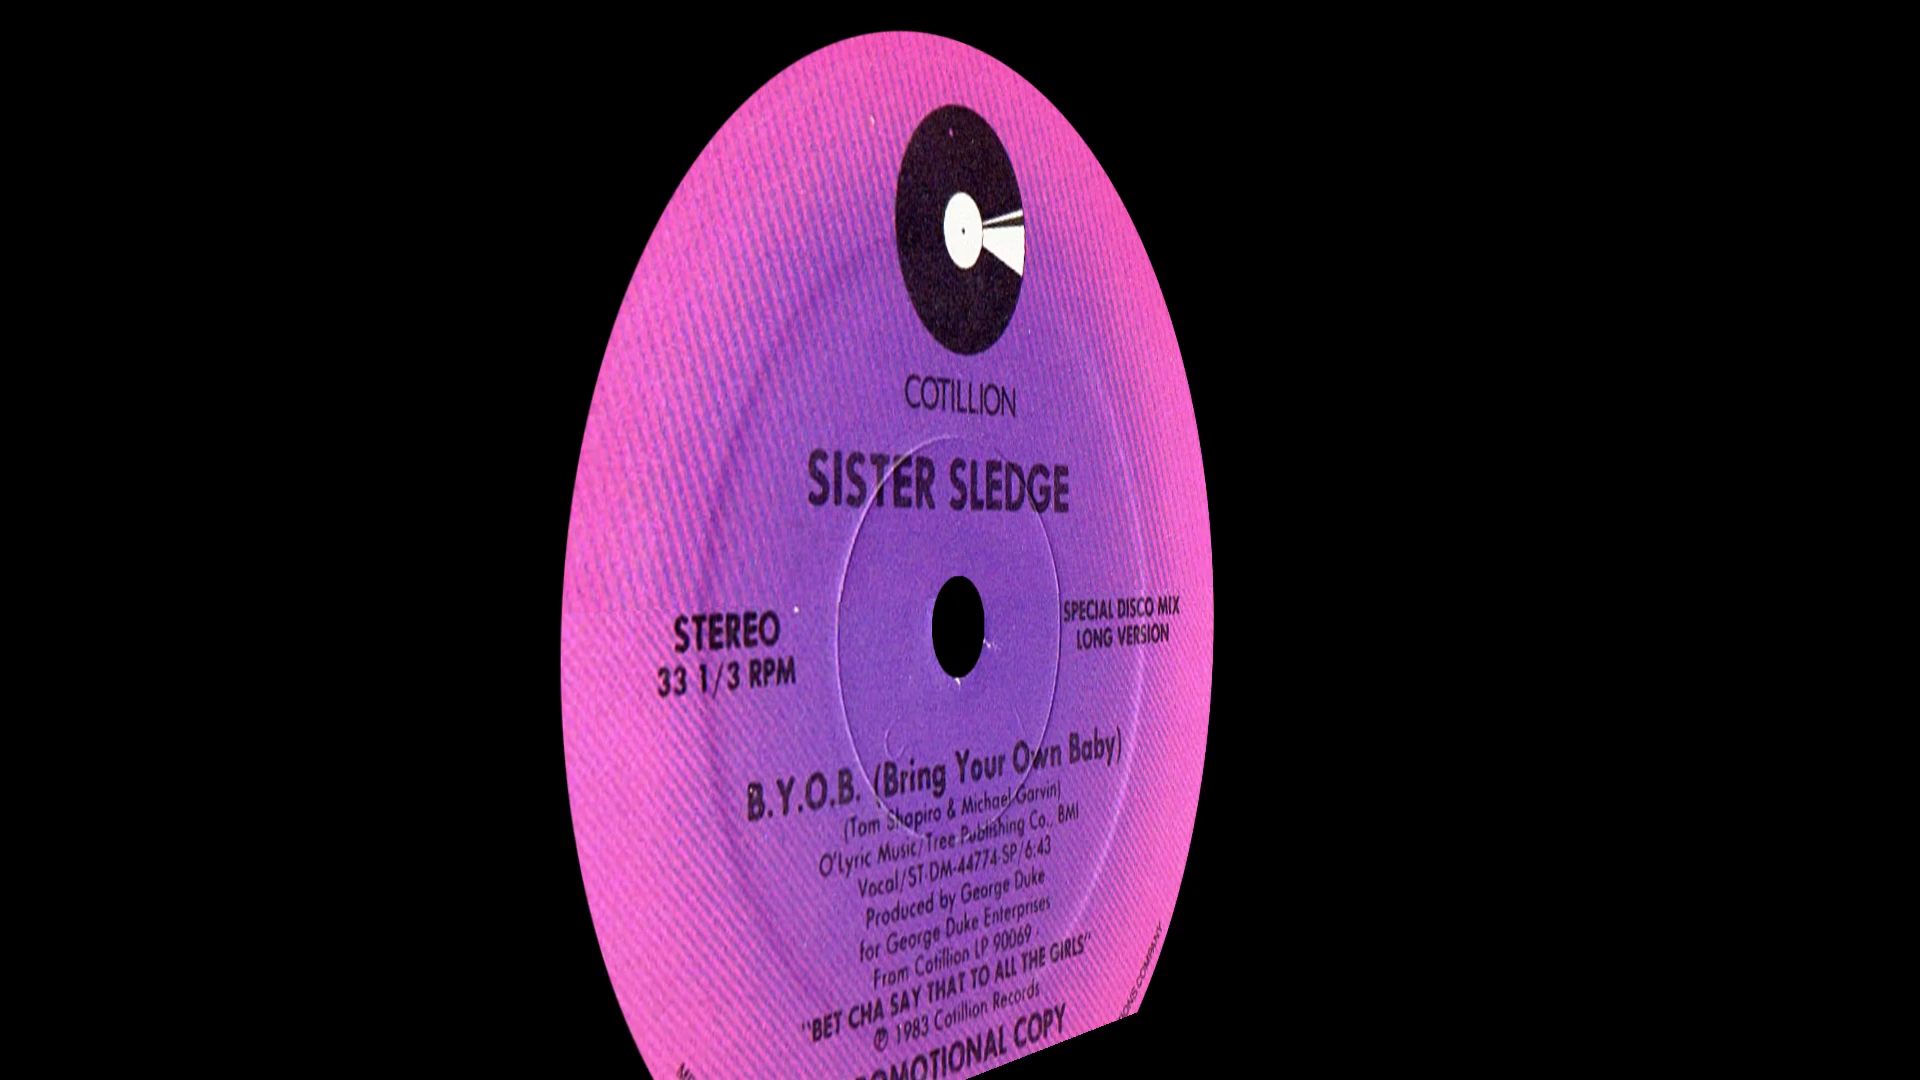 COTILLION
SISTER SLEDGE
STEREO
33 1/3 RPM
SPECIAL DISCO MIX
LONG VERSION
B.Y.O.B. (Bring Your Own Baby)
(Tom Shapiro & Michael Garvin)
O'Lyric Music/Tree Publishing Co., BMI
Vocal/ST-DM-44774-SP/6:43
Produced by George Duke
for George Duke Enterprises
From Cotillion LP 90069
"BET CHA SAY THAT TO ALL THE GIRLS"
℗ 1983 Cotillion Records
OMOTIONAL COPY
COMPANY